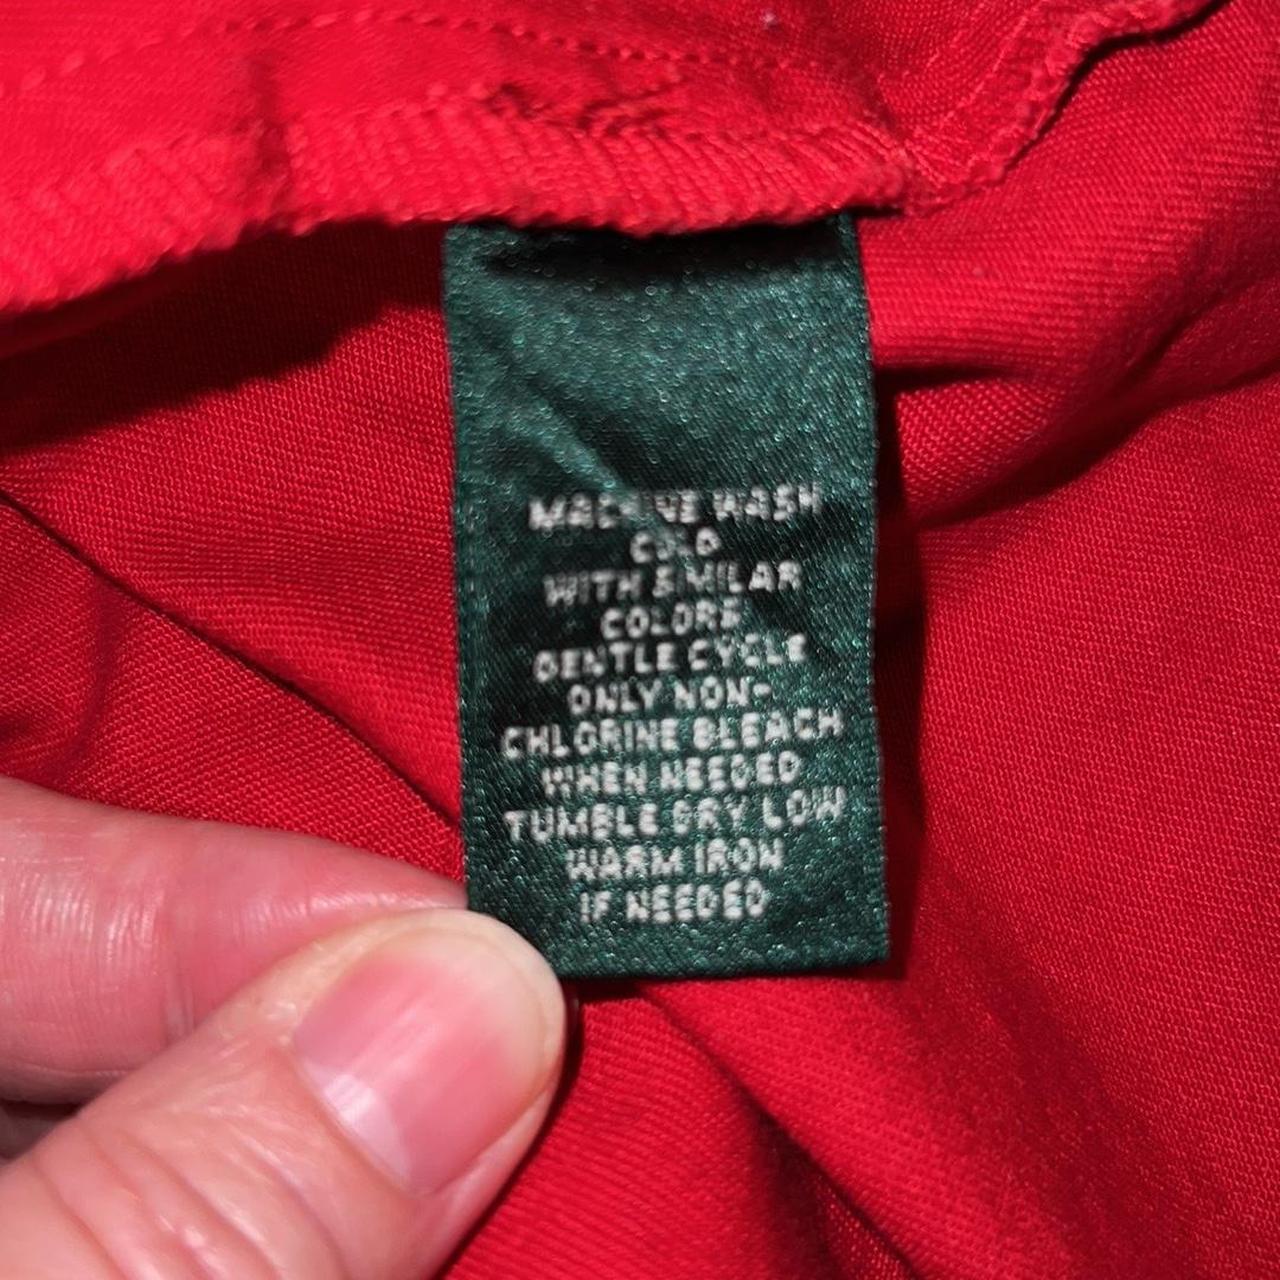 MACHINE WASH
COLD
WITH SIMILAR
COLORS
GENTLE CYCLE
ONLY NON-
CHLORINE BLEACH
WHEN NEEDED
TUMBLE DRY LOW
WARM IRON
IF NEEDED